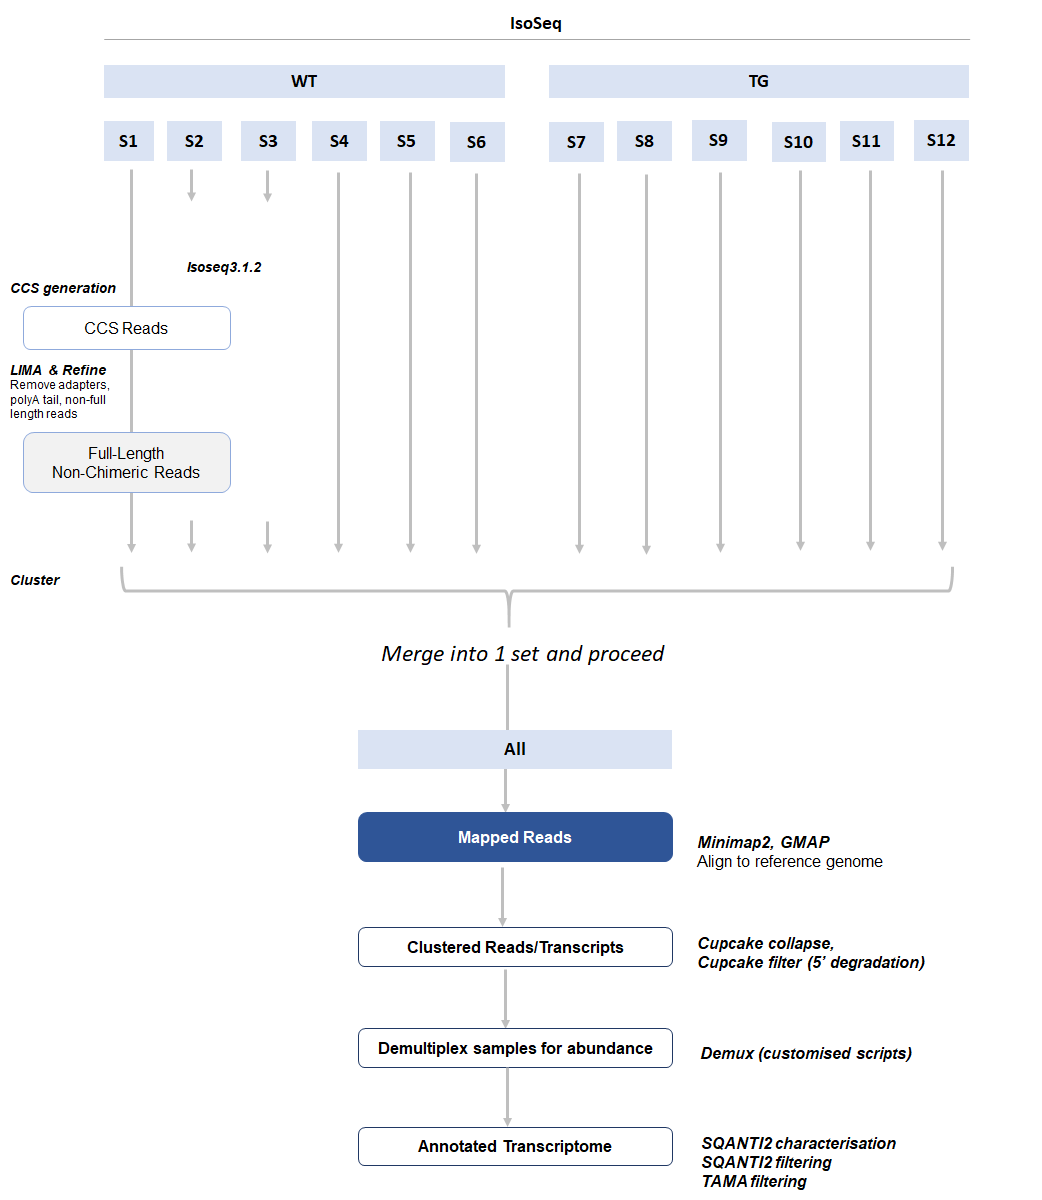 IsoSeq
WT
TG
S1
S2
S3
S4
S5
S6
S7
S8
S9
S10
S11
S12
Isoseq3.1.2
CCS generation
CCS Reads
LIMA & Refine
Remove adapters,
polyA tail, non-full
length reads
Full-Length
Non-Chimeric Reads
Cluster
Merge into 1 set and proceed
All
Mapped Reads
Minimap2, GMAP
Align to reference genome
Clustered Reads/Transcripts
Cupcake collapse,
Cupcake filter (5’ degradation)
Demultiplex samples for abundance
Demux (customised scripts)
Annotated Transcriptome
SQANTI2 characterisation
SQANTI2 filtering
TAMA filtering